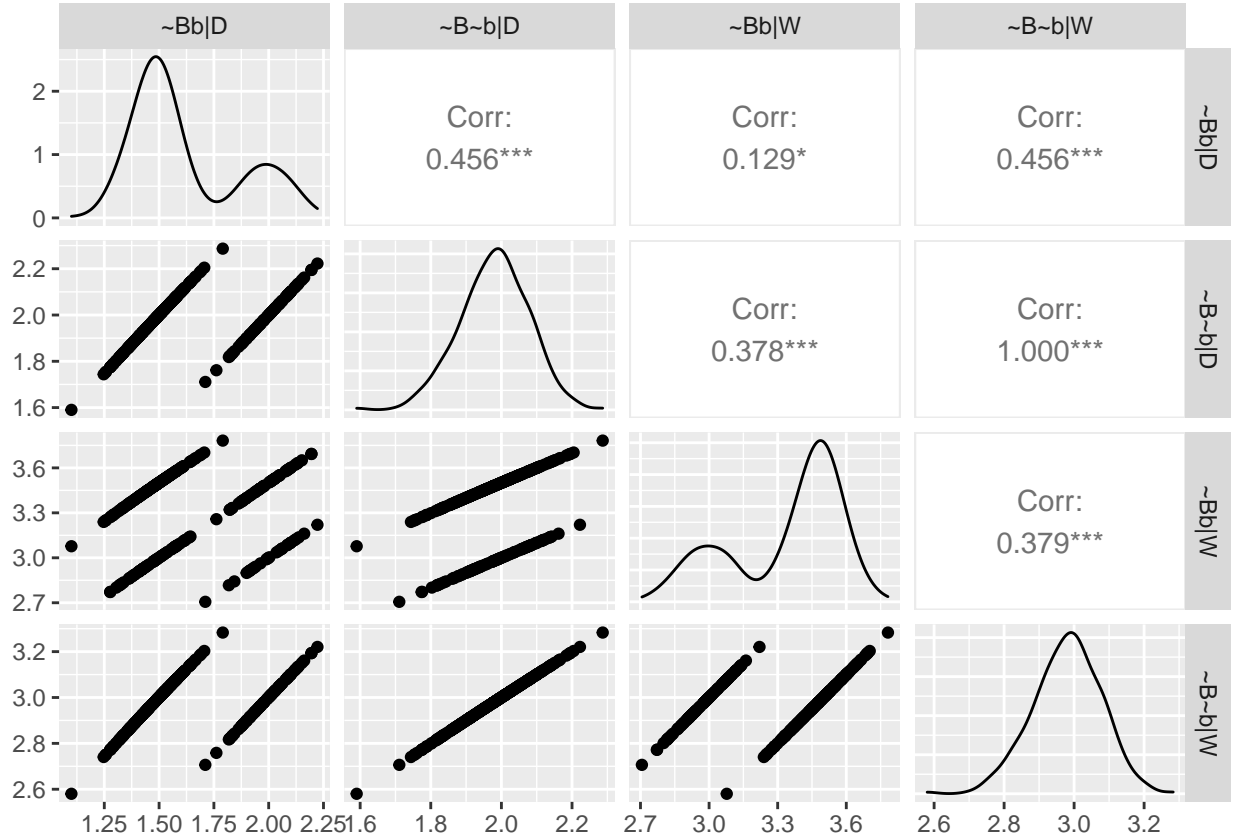 ~Bb|D ~B~b|D ~Bb|W ~B~b|W
2
1
0
Corr:
0.456***
Corr:
0.129*
Corr:
0.456***
~Bb|D
2.2
2.0
1.8
1.6
Corr:
0.378***
Corr:
1.000***
~B~b|D
3.6
3.3
3.0
2.7
Corr:
0.379***
~Bb|W
3.2
3.0
2.8
2.6
~B~b|W
1.25 1.50 1.75 2.00 2.25 1.6 1.8 2.0 2.2 2.7 3.0 3.3 3.6 2.6 2.8 3.0 3.2